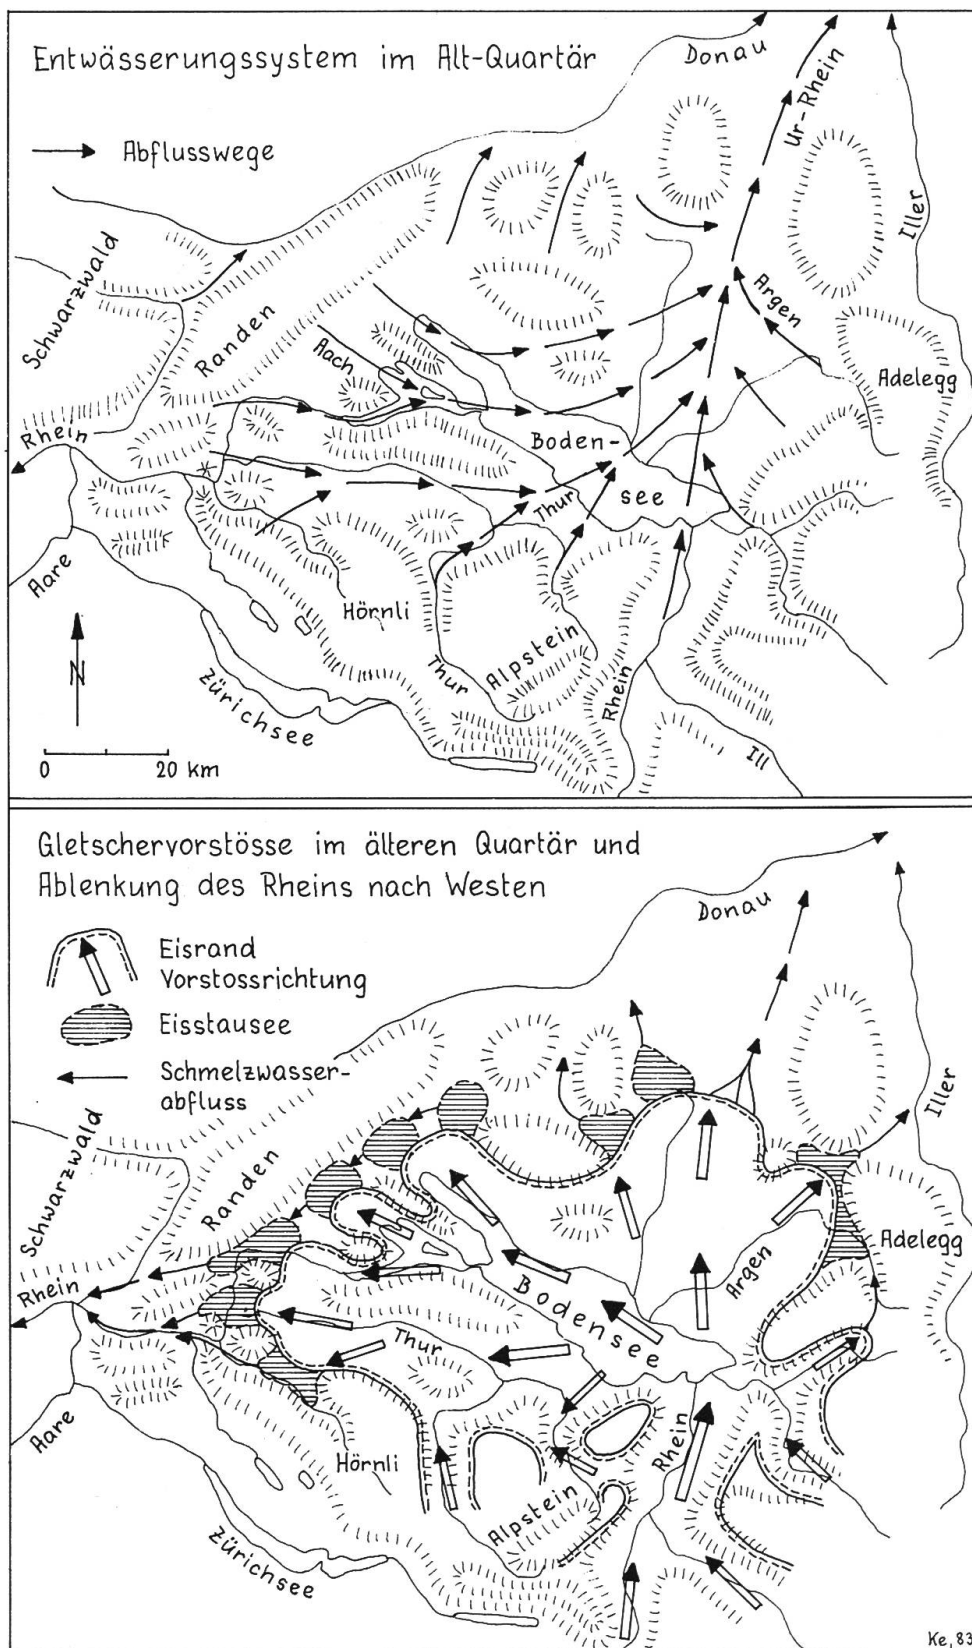 Entwässerungssystem im Alt-Quartär
Donau
Ur-Rhein
Abflusswege
Iller
Schwarzwald
Argen
Randen
Aach
Adelegg
Rhein
Boden-
see
Thur
Aare
Hörnli
N
Thur
Alpstein
Rhein
Zürichsee
Ill
0 20 km
Gletschervorstösse im älteren Quartär und
Ablenkung des Rheins nach Westen
Donau
Eisrand
Vorstossrichtung
Eisstausee
Schmelzwasser-
abfluss
Iller
Schwarzwald
Randen
Adelegg
Argen
Rhein
Bodensee
Thur
Aare
Rhein
Hörnli
Alpstein
Zürichsee
Ke, 83